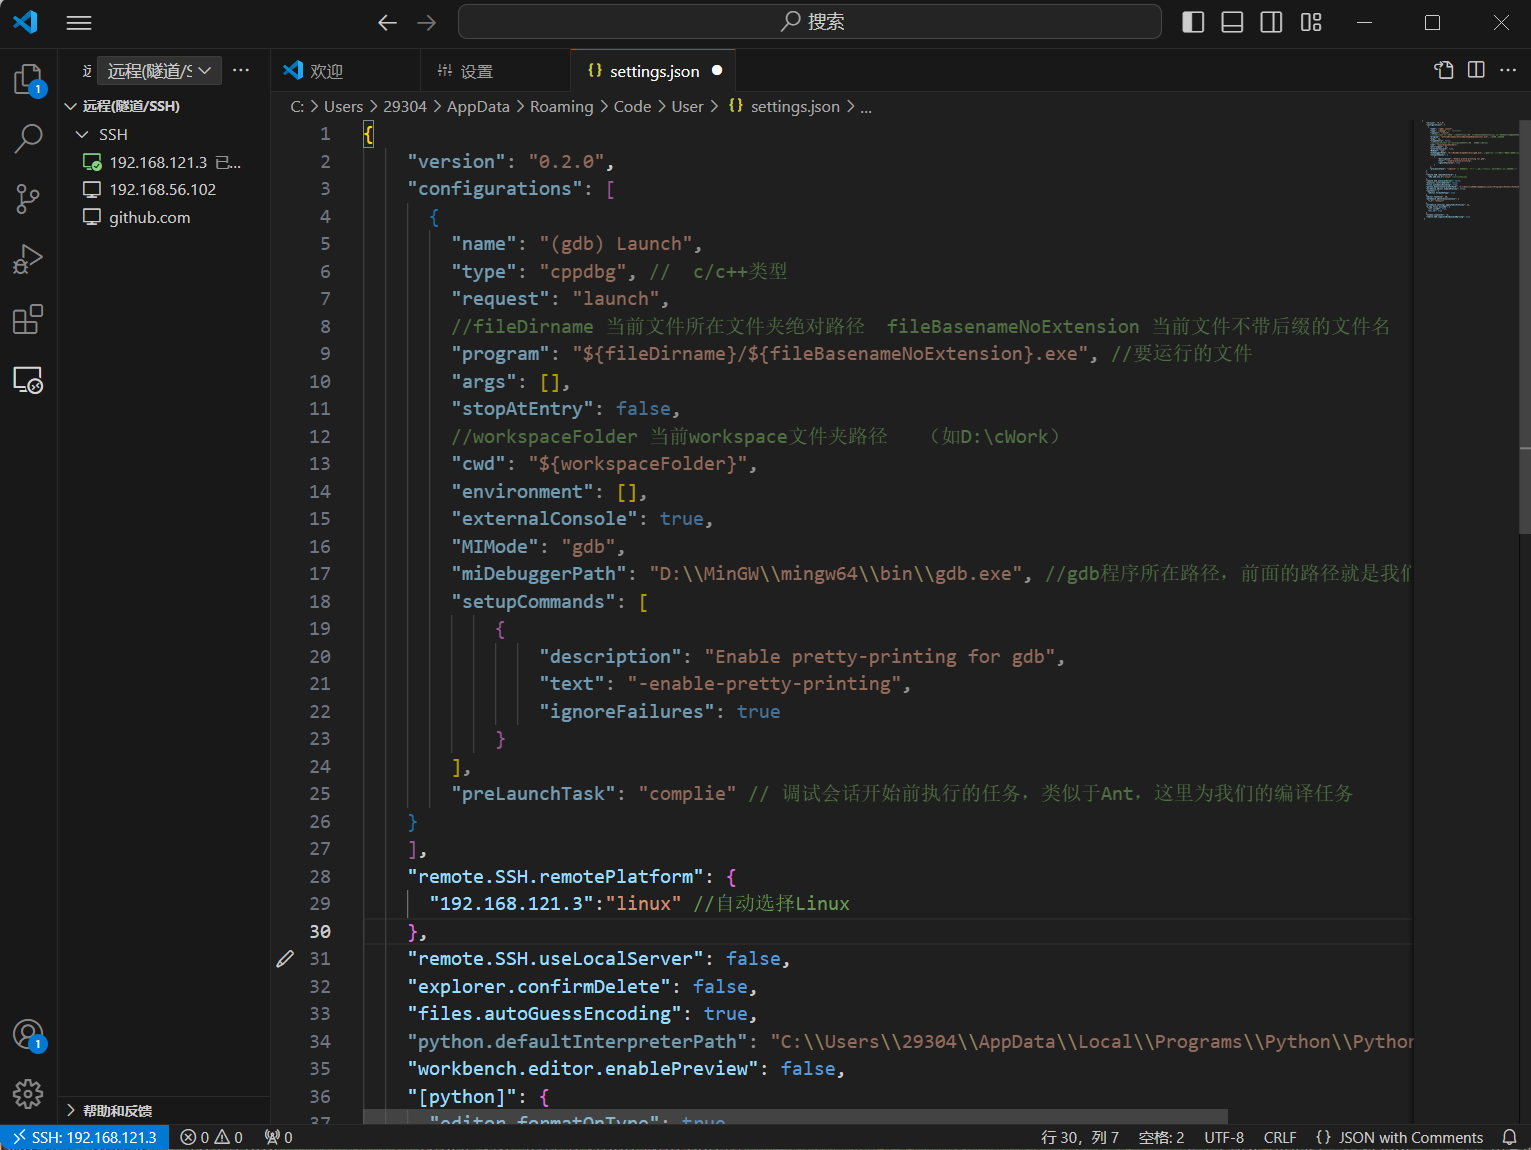 搜索
远程(隧道/S
欢迎
设置
{} settings.json
C: > Users > 29304 > AppData > Roaming > Code > User > {} settings.json > ...
远程(隧道/SSH)
SSH
192.168.121.3 已...
192.168.56.102
github.com
1 {
2 "version": "0.2.0",
3 "configurations": [
4 {
5 "name": "(gdb) Launch",
6 "type": "cppdbg", //  c/c++类型
7 "request": "launch",
8 //fileDirname 当前文件所在文件夹绝对路径  fileBasenameNoExtension 当前文件不带后缀的文件名
9 "program": "${fileDirname}/${fileBasenameNoExtension}.exe", //要运行的文件
10 "args": [],
11 "stopAtEntry": false,
12 //workspaceFolder 当前workspace文件夹路径   （如D:\cWork）
13 "cwd": "${workspaceFolder}",
14 "environment": [],
15 "externalConsole": true,
16 "MIMode": "gdb",
17 "miDebuggerPath": "D:\\MinGW\\mingw64\\bin\\gdb.exe", //gdb程序所在路径，前面的路径就是我们
18 "setupCommands": [
19 {
20 "description": "Enable pretty-printing for gdb",
21 "text": "-enable-pretty-printing",
22 "ignoreFailures": true
23 }
24 ],
25 "preLaunchTask": "complie" // 调试会话开始前执行的任务，类似于Ant，这里为我们的编译任务
26 }
27 ],
28 "remote.SSH.remotePlatform": {
29 "192.168.121.3":"linux" //自动选择Linux
30 },
31 "remote.SSH.useLocalServer": false,
32 "explorer.confirmDelete": false,
33 "files.autoGuessEncoding": true,
34 "python.defaultInterpreterPath": "C:\\Users\\29304\\AppData\\Local\\Programs\\Python\\Python
35 "workbench.editor.enablePreview": false,
36 "[python]": {
37 "editor.formatOnType": true
帮助和反馈
SSH: 192.168.121.3
0 0
0
行 30，列 7
空格: 2
UTF-8
CRLF
{} JSON with Comments
1
1